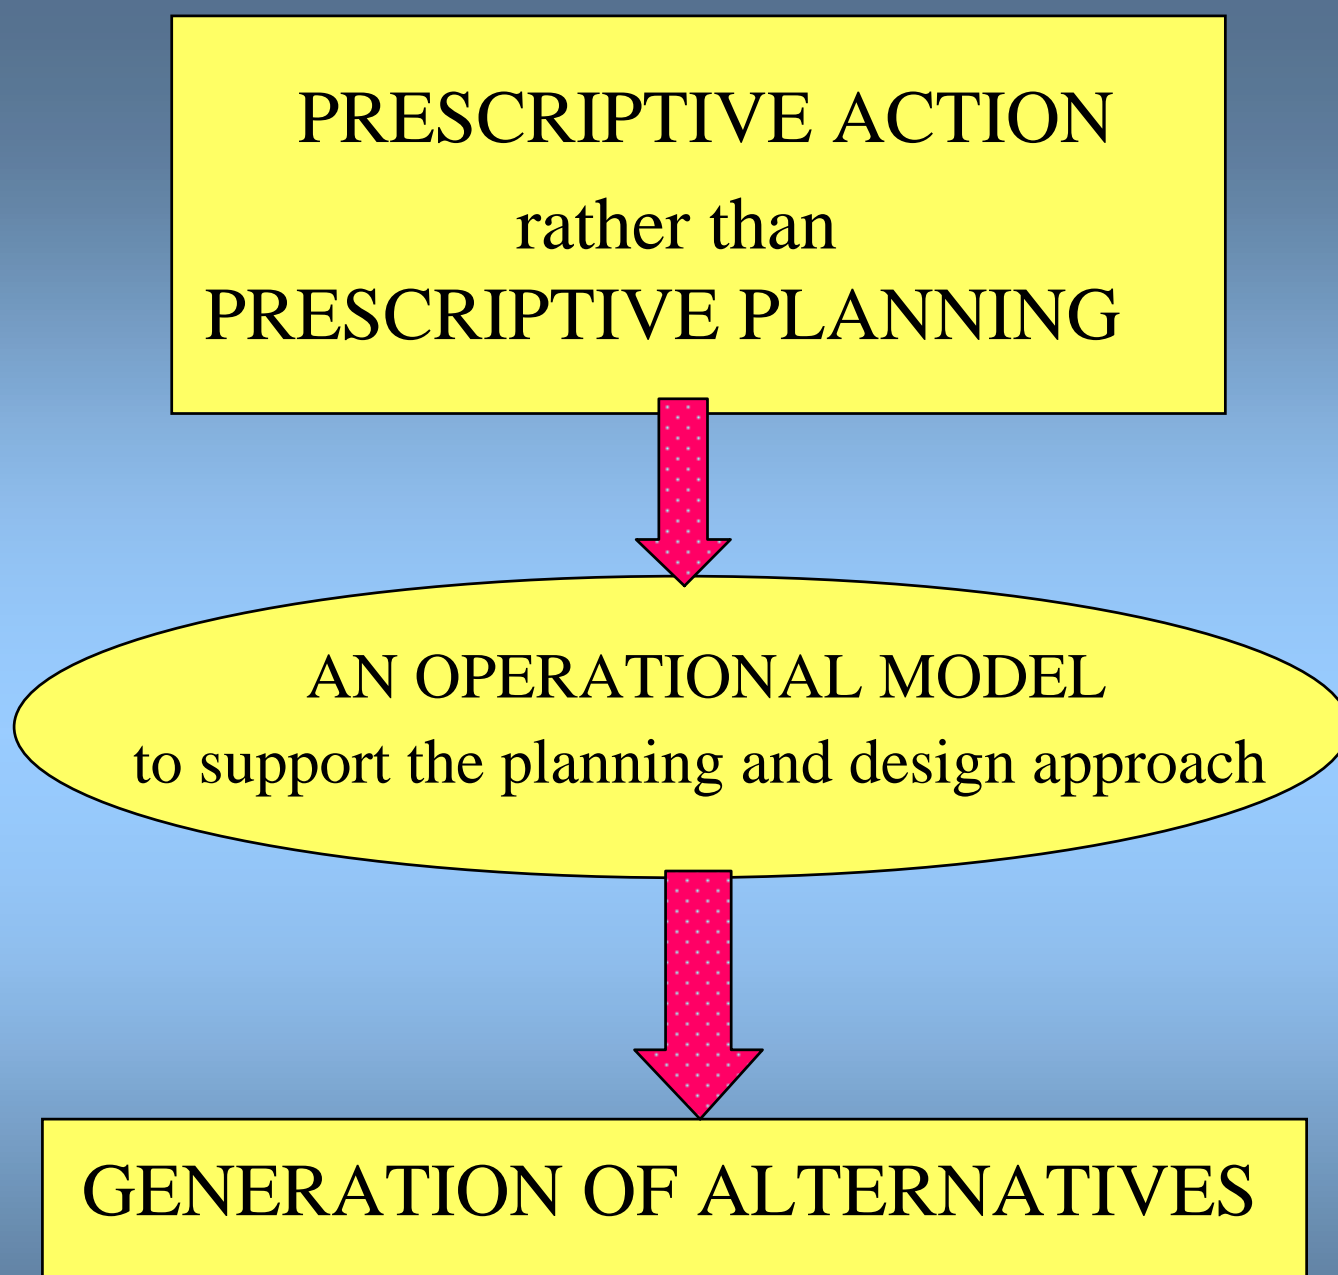 PRESCRIPTIVE ACTION
rather than
PRESCRIPTIVE PLANNING
AN OPERATIONAL MODEL
to support the planning and design approach
GENERATION OF ALTERNATIVES